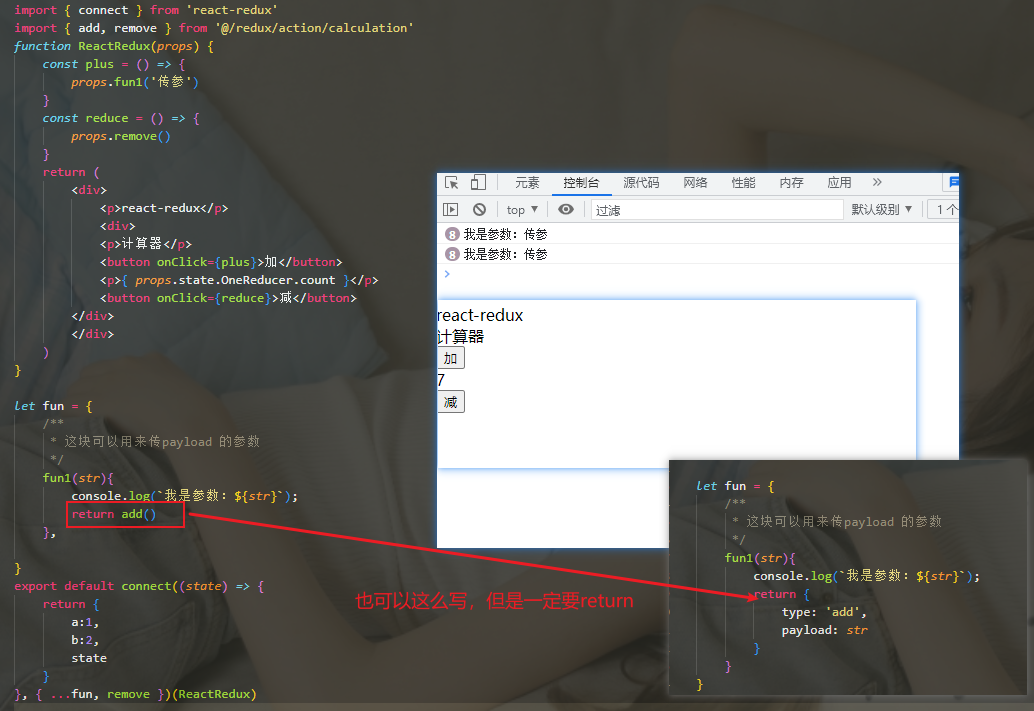 import { connect } from 'react-redux'
import { add, remove } from '@/redux/action/calculation'
function ReactRedux(props) {
    const plus = () => {
        props.fun1('传参')
    }
    const reduce = () => {
        props.remove()
    }
    return (
        <div>
            <p>react-redux</p>
            <div>
            <p>计算器</p>
            <button onClick={plus}>加</button>
            <p>{ props.state.OneReducer.count }</p>
            <button onClick={reduce}>减</button>
        </div>
        </div>
    )
}
let fun = {
    /**
     * 这块可以用来传payload 的参数
     */
    fun1(str){
        console.log(`我是参数: ${str}`);
        return add()
    },
}
export default connect((state) => {
    return {
        a:1,
        b:2,
        state
    }
}, { ...fun, remove })(ReactRedux)
元素 控制台 源代码 网络 性能 内存 应用 »
top ▼ 过滤 默认级别 ▼ 1 个
8 我是参数: 传参
8 我是参数: 传参
>
react-redux
计算器
加
7
减
也可以这么写，但是一定要return
let fun = {
    /**
     * 这块可以用来传payload 的参数
     */
    fun1(str){
        console.log(`我是参数: ${str}`);
        return {
            type: 'add',
            payload: str
        }
    }
}